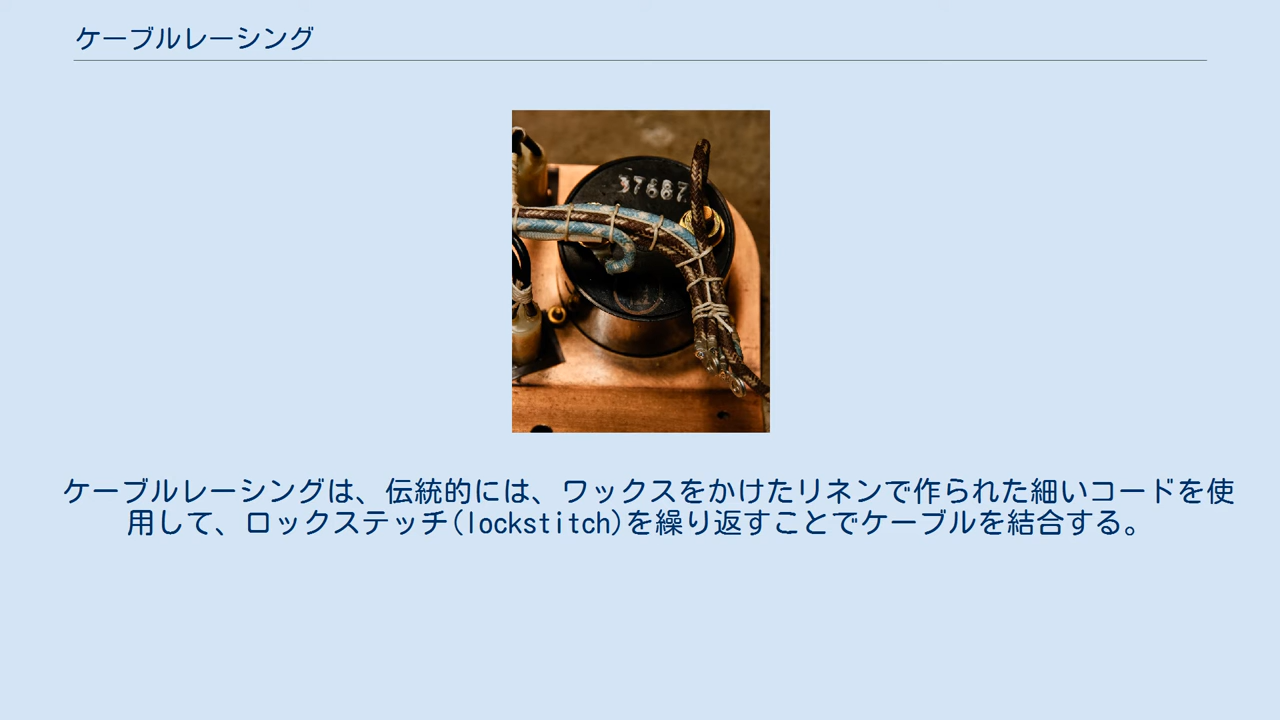 ケーブルレーシング
37687
ケーブルレーシングは、伝統的には、ワックスをかけたリネンで作られた細いコードを使
用して、ロックステッチ(lockstitch)を繰り返すことでケーブルを結合する。